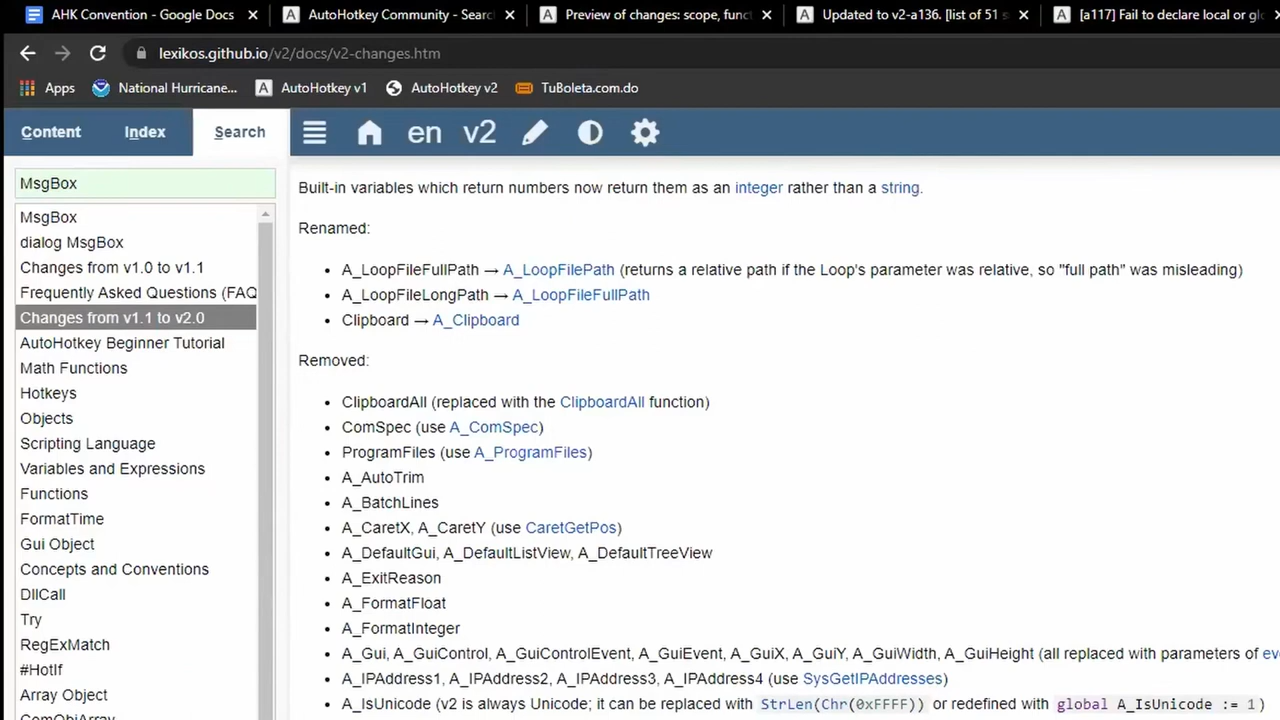 AHK Convention - Google Docs
AutoHotkey Community - Searc
Preview of changes: scope, func
Updated to v2-a136. [list of 51 s
[a117] Fail to declare local or glo
lexikos.github.io/v2/docs/v2-changes.htm
Apps
National Hurricane...
AutoHotkey v1
AutoHotkey v2
TuBoleta.com.do
Content
Index
Search
en
v2
MsgBox
MsgBox
dialog MsgBox
Changes from v1.0 to v1.1
Frequently Asked Questions (FAQ
Changes from v1.1 to v2.0
AutoHotkey Beginner Tutorial
Math Functions
Hotkeys
Objects
Scripting Language
Variables and Expressions
Functions
FormatTime
Gui Object
Concepts and Conventions
DllCall
Try
RegExMatch
#HotIf
Array Object
ComObjArray
Built-in variables which return numbers now return them as an integer rather than a string.
Renamed:
• A_LoopFileFullPath → A_LoopFilePath (returns a relative path if the Loop's parameter was relative, so "full path" was misleading)
• A_LoopFileLongPath → A_LoopFileFullPath
• Clipboard → A_Clipboard
Removed:
• ClipboardAll (replaced with the ClipboardAll function)
• ComSpec (use A_ComSpec)
• ProgramFiles (use A_ProgramFiles)
• A_AutoTrim
• A_BatchLines
• A_CaretX, A_CaretY (use CaretGetPos)
• A_DefaultGui, A_DefaultListView, A_DefaultTreeView
• A_ExitReason
• A_FormatFloat
• A_FormatInteger
• A_Gui, A_GuiControl, A_GuiControlEvent, A_GuiEvent, A_GuiX, A_GuiY, A_GuiWidth, A_GuiHeight (all replaced with parameters of ev
• A_IPAddress1, A_IPAddress2, A_IPAddress3, A_IPAddress4 (use SysGetIPAddresses)
• A_IsUnicode (v2 is always Unicode; it can be replaced with StrLen(Chr(0xFFFF)) or redefined with global A_IsUnicode := 1)